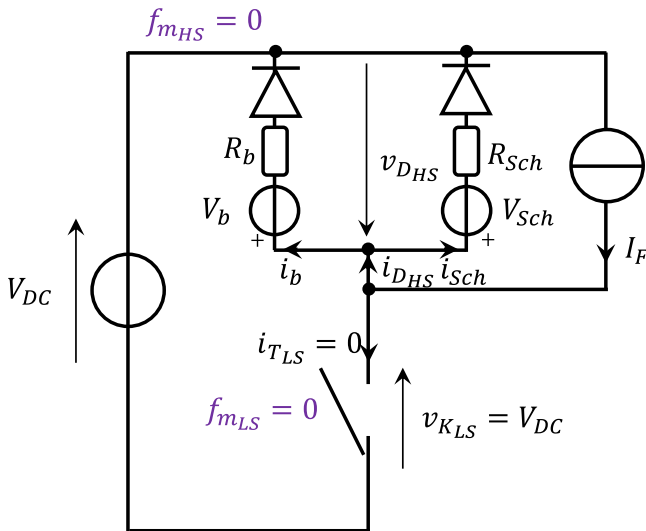 f_{m_{HS}} = 0
R_b
v_{D_{HS}}
R_{Sch}
V_b
V_{Sch}
+
+
i_b
i_{D_{HS}}
i_{Sch}
I_F
V_{DC}
i_{T_{LS}} = 0
f_{m_{LS}} = 0
v_{K_{LS}} = V_{DC}